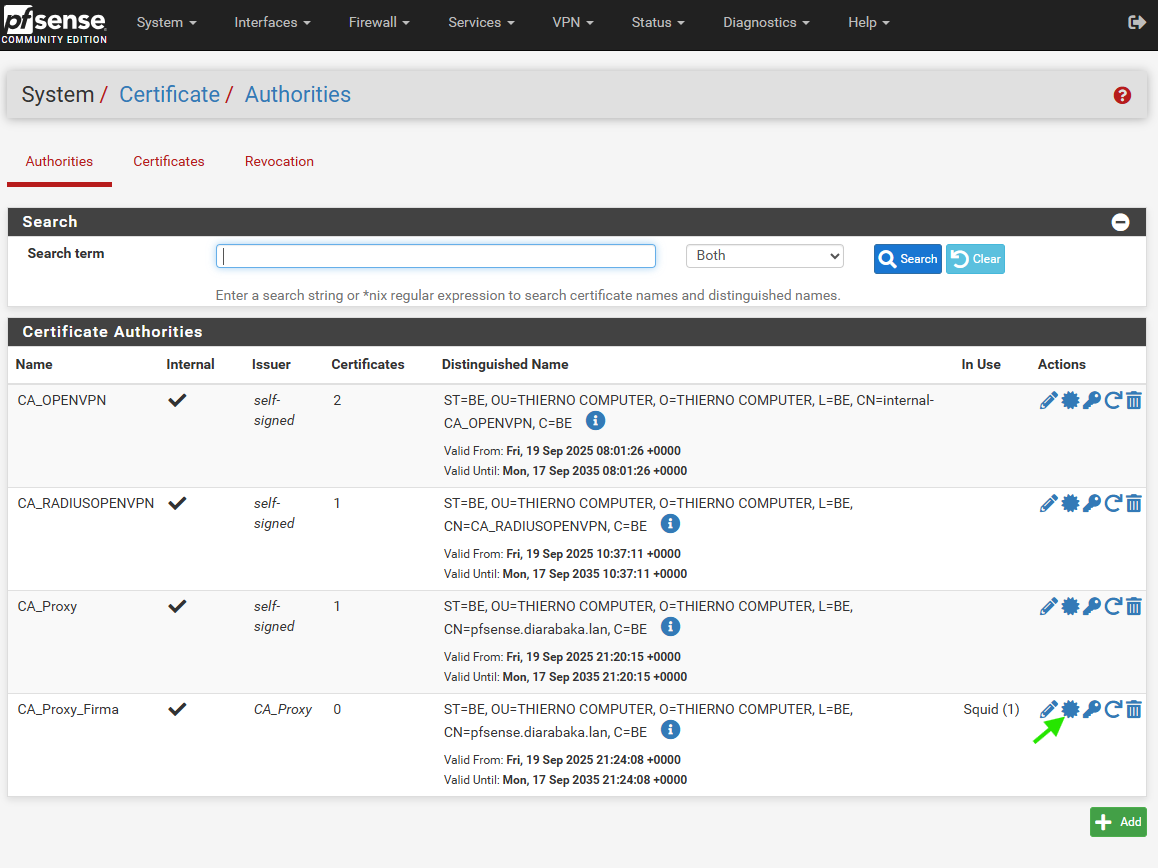 pfsense
COMMUNITY EDITION
System Interfaces Firewall Services VPN Status Diagnostics Help
System / Certificate / Authorities
Authorities Certificates Revocation
Search
Search term Both Search Clear
Enter a search string or *nix regular expression to search certificate names and distinguished names.
Certificate Authorities
Name Internal Issuer Certificates Distinguished Name In Use Actions
CA_OPENVPN self- 2 ST=BE, OU=THIERNO COMPUTER, O=THIERNO COMPUTER, L=BE, CN=internal-
signed CA_OPENVPN, C=BE
Valid From: Fri, 19 Sep 2025 08:01:26 +0000
Valid Until: Mon, 17 Sep 2035 08:01:26 +0000
CA_RADIUSOPENVPN self- 1 ST=BE, OU=THIERNO COMPUTER, O=THIERNO COMPUTER, L=BE,
signed CN=CA_RADIUSOPENVPN, C=BE
Valid From: Fri, 19 Sep 2025 10:37:11 +0000
Valid Until: Mon, 17 Sep 2035 10:37:11 +0000
CA_Proxy self- 1 ST=BE, OU=THIERNO COMPUTER, O=THIERNO COMPUTER, L=BE,
signed CN=pfsense.diarabaka.lan, C=BE
Valid From: Fri, 19 Sep 2025 21:20:15 +0000
Valid Until: Mon, 17 Sep 2035 21:20:15 +0000
CA_Proxy_Firma CA_Proxy 0 ST=BE, OU=THIERNO COMPUTER, O=THIERNO COMPUTER, L=BE, Squid (1)
CN=pfsense.diarabaka.lan, C=BE
Valid From: Fri, 19 Sep 2025 21:24:08 +0000
Valid Until: Mon, 17 Sep 2035 21:24:08 +0000
Add